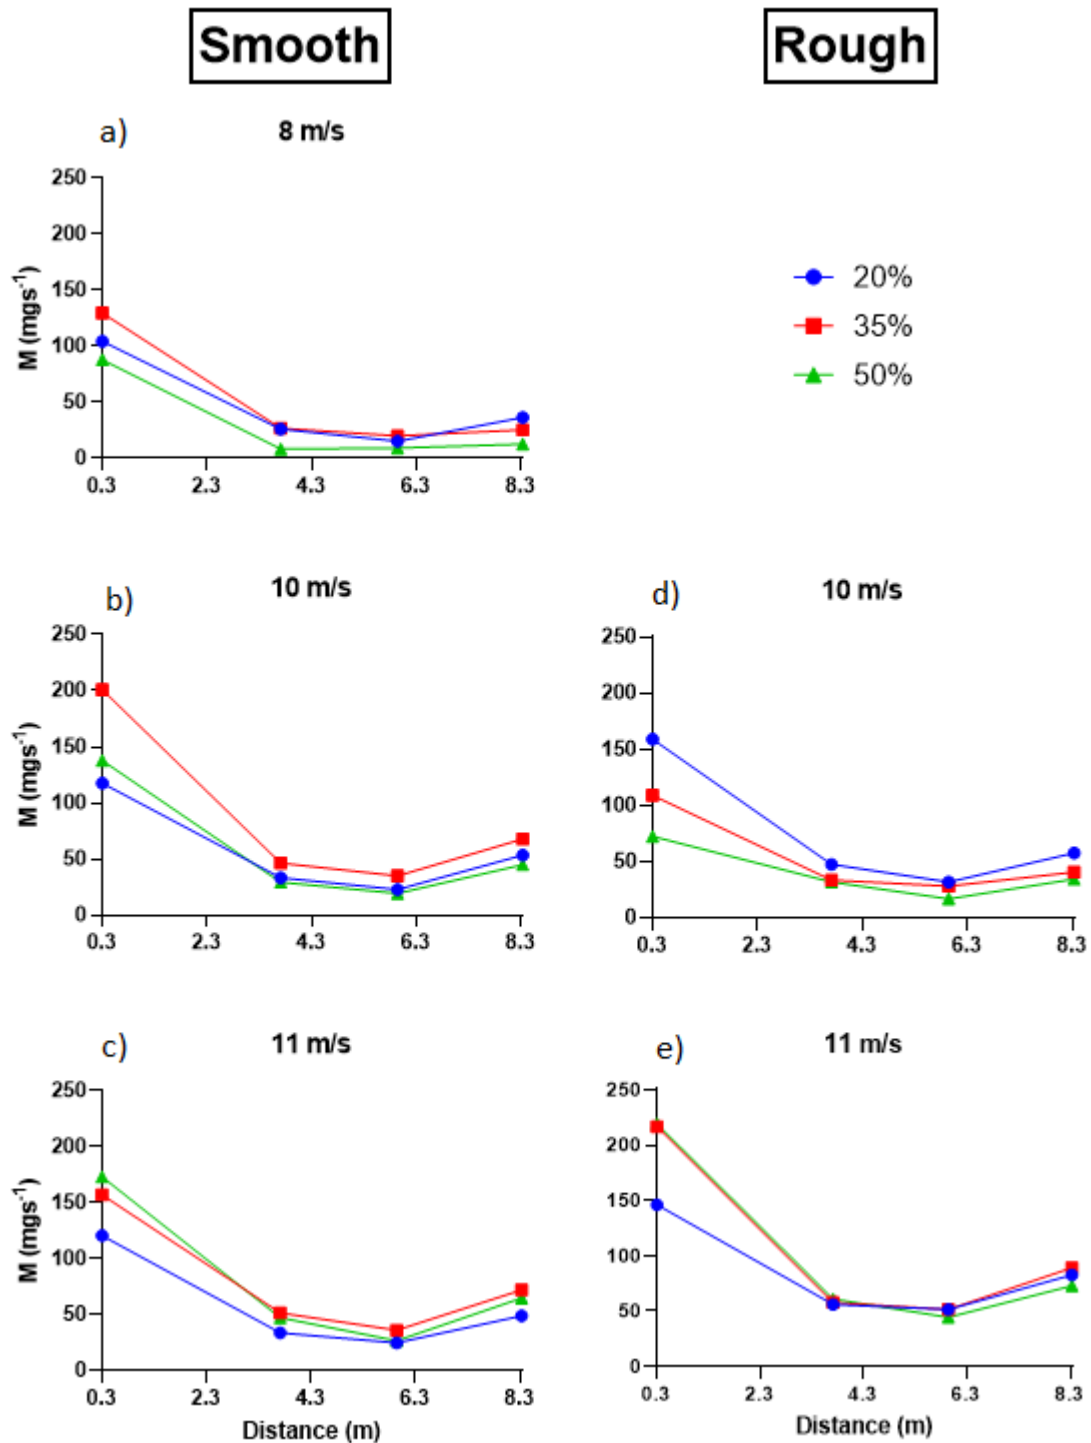 Smooth
Rough
a)
8 m/s
250
200
150
100
50
0
M (mgs⁻¹)
0.3 2.3 4.3 6.3 8.3
20%
35%
50%
b)
10 m/s
250
200
150
100
50
0
M (mgs⁻¹)
0.3 2.3 4.3 6.3 8.3
d)
10 m/s
250
200
150
100
50
0
0.3 2.3 4.3 6.3 8.3
c)
11 m/s
250
200
150
100
50
0
M (mgs⁻¹)
0.3 2.3 4.3 6.3 8.3
Distance (m)
e)
11 m/s
250
200
150
100
50
0
0.3 2.3 4.3 6.3 8.3
Distance (m)